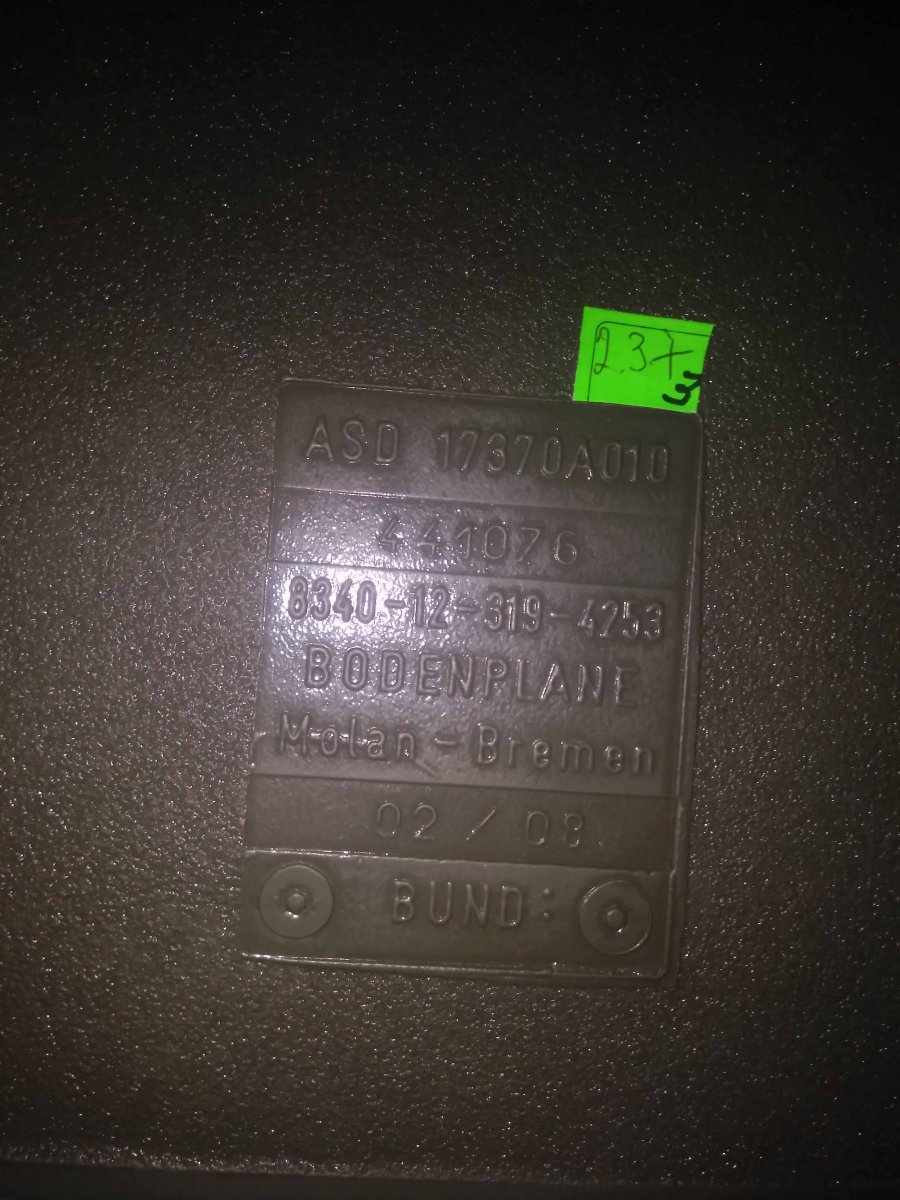 2.37
ASD 17370A010
441076
8340-12-319-4253
BODENPLANE
Molan-Bremen
02/08
BUND: